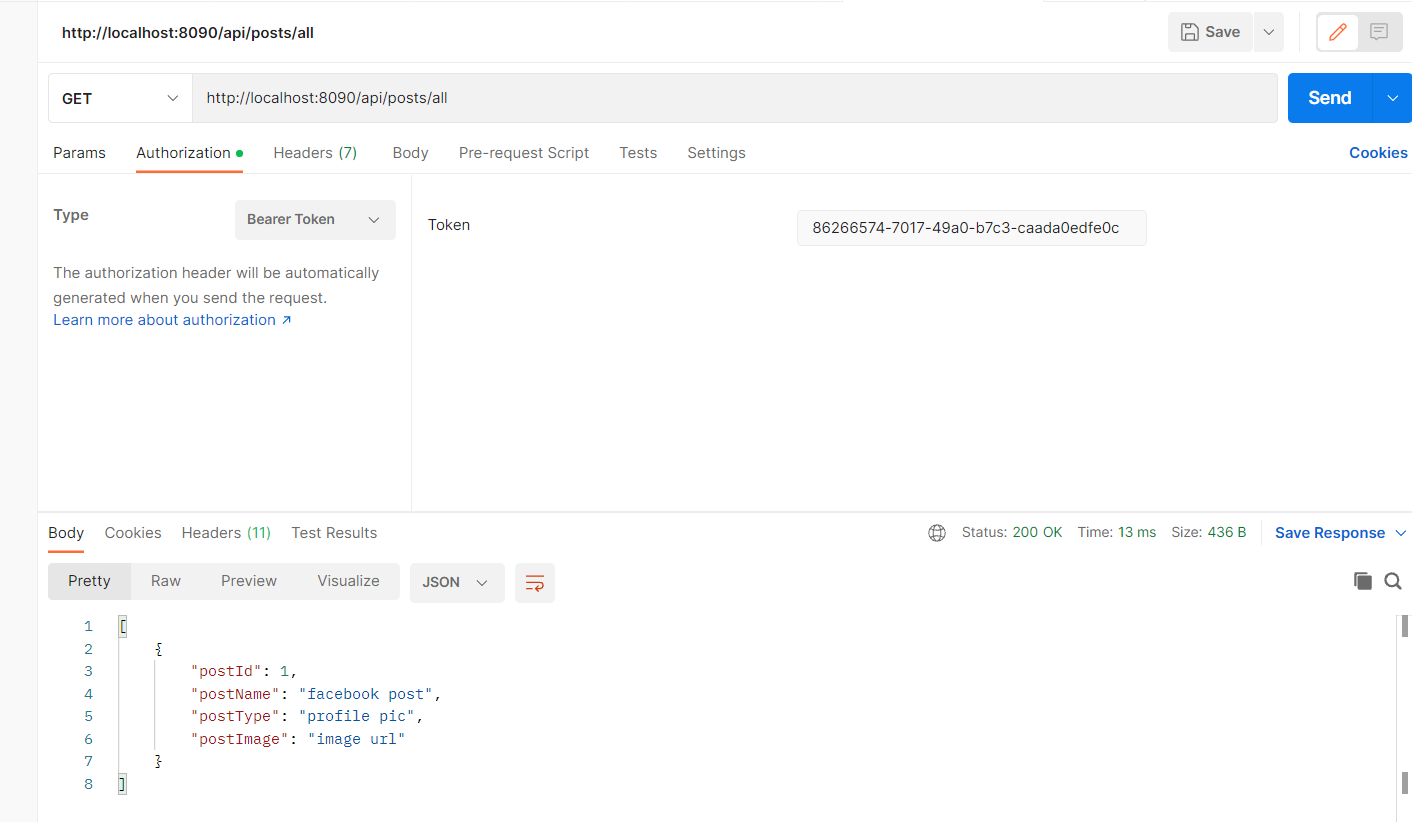 http://localhost:8090/api/posts/all
Save
GET
http://localhost:8090/api/posts/all
Send
Params Authorization Headers (7) Body Pre-request Script Tests Settings Cookies
Type
Bearer Token
The authorization header will be automatically
generated when you send the request.
Learn more about authorization ↗
Token
86266574-7017-49a0-b7c3-caada0edfe0c
Body Cookies Headers (11) Test Results Status: 200 OK Time: 13 ms Size: 436 B Save Response
Pretty Raw Preview Visualize JSON
1 [
2 {
3 "postId": 1,
4 "postName": "facebook post",
5 "postType": "profile pic",
6 "postImage": "image url"
7 }
8 ]